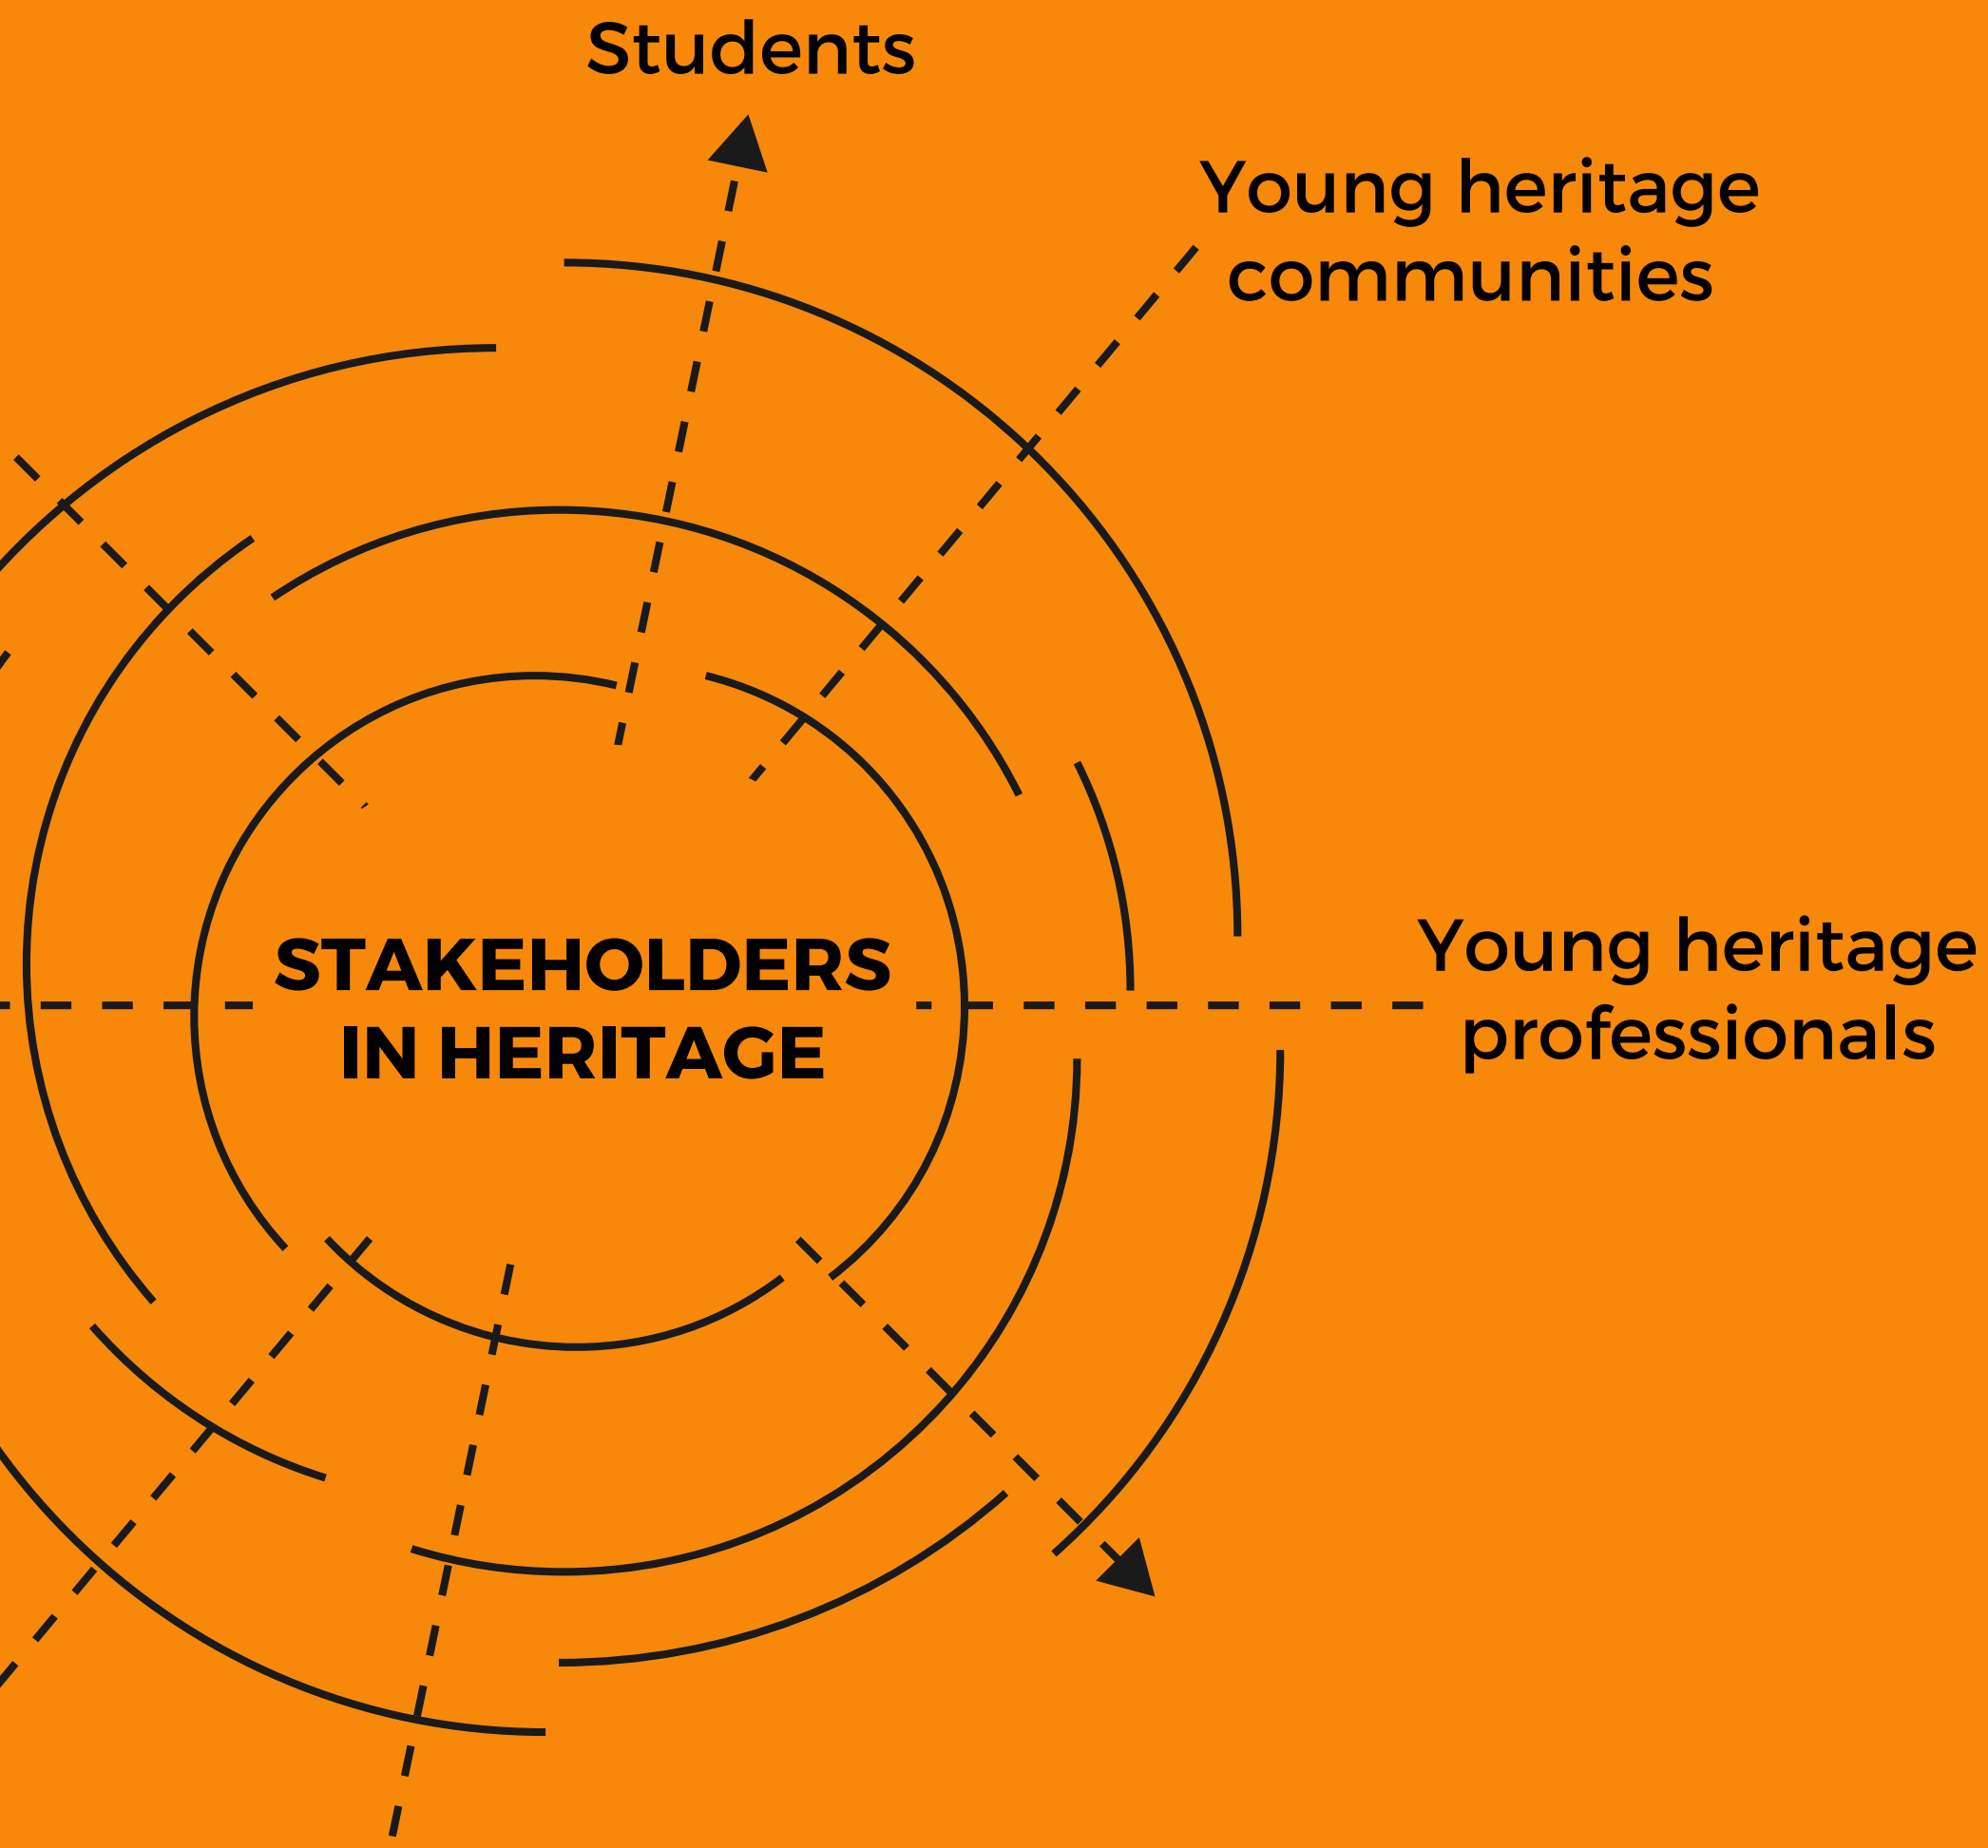 Students
Young heritage
communities
Young heritage
professionals
STAKEHOLDERS
IN HERITAGE